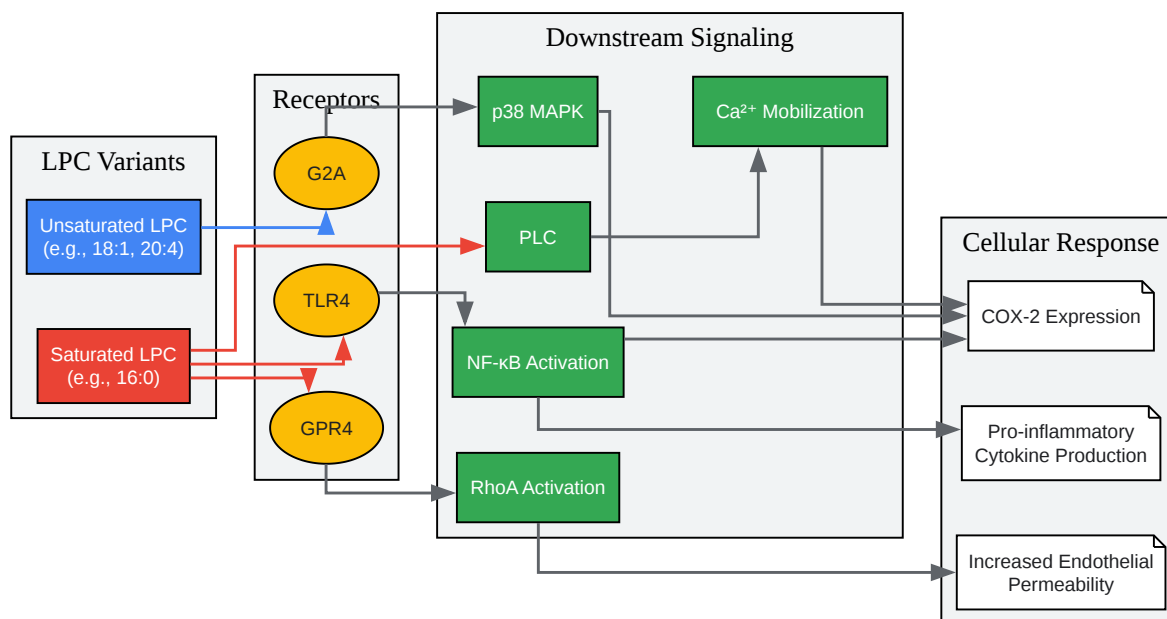 LPC Variants
Unsaturated LPC
(e.g., 18:1, 20:4)
Saturated LPC
(e.g., 16:0)
Receptors
G2A
TLR4
GPR4
Downstream Signaling
p38 MAPK
Ca²⁺ Mobilization
PLC
NF-κB Activation
RhoA Activation
Cellular Response
COX-2 Expression
Pro-inflammatory
Cytokine Production
Increased Endothelial
Permeability